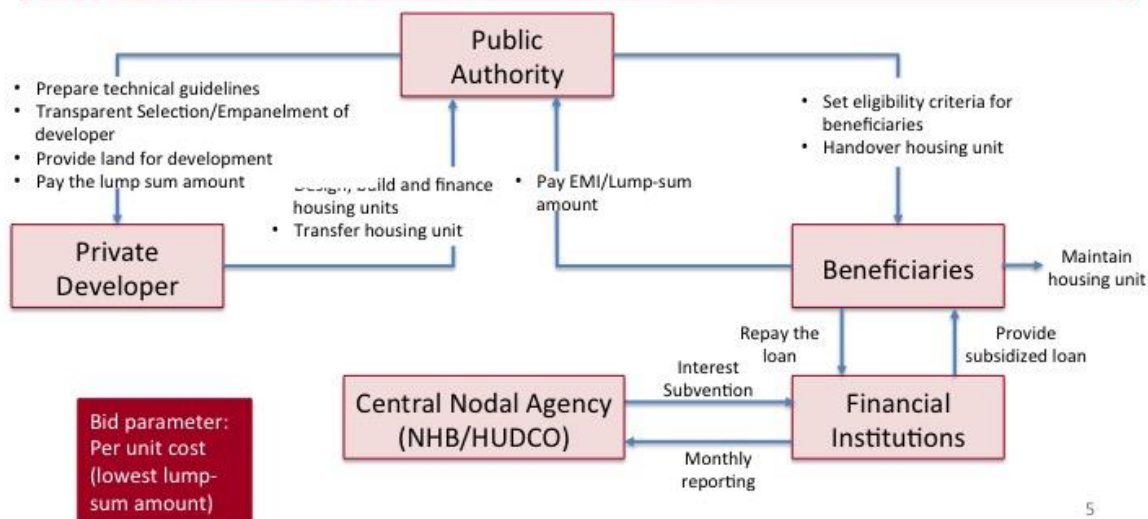 Public
Authority
• Prepare technical guidelines
• Transparent Selection/Empanelment of
developer
• Provide land for development
• Pay the lump sum amount
build and finance
housing units
• Transfer housing unit
• Pay EMI/Lump-sum
amount
• Set eligibility criteria for
beneficiaries
• Handover housing unit
Private
Developer
Beneficiaries
Maintain
housing unit
Repay the
loan
Provide
subsidized loan
Interest
Subvention
Central Nodal Agency
(NHB/HUDCO)
Financial
Institutions
Monthly
reporting
Bid parameter:
Per unit cost
(lowest lump-
sum amount)
5